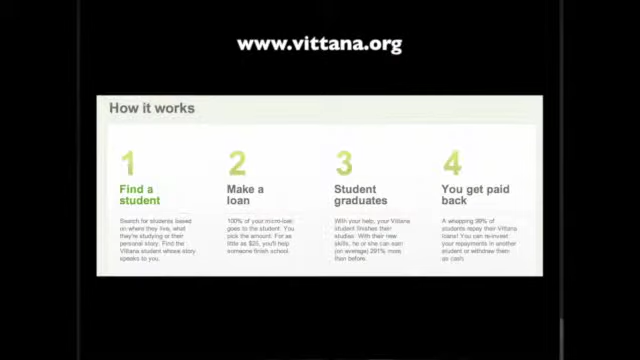 www.vittana.org
How it works
1
Find a
student
Search for students based
on where they live, what
they're studying or their
personal story. Find the
Vittana student whose story
speaks to you.
2
Make a
loan
100% of your micro-loan
goes to the student. You
pick the amount. For as
little as $25, you'll help
someone finish school.
3
Student
graduates
With your help, your Vittana
student finishes their
studies. With their new
skills, he or she can earn
(on average) 291% more
than before.
4
You get paid
back
A whopping 99% of
students repay their Vittana
loans! You can re-invest
your repayments in another
student or withdraw them
as cash.